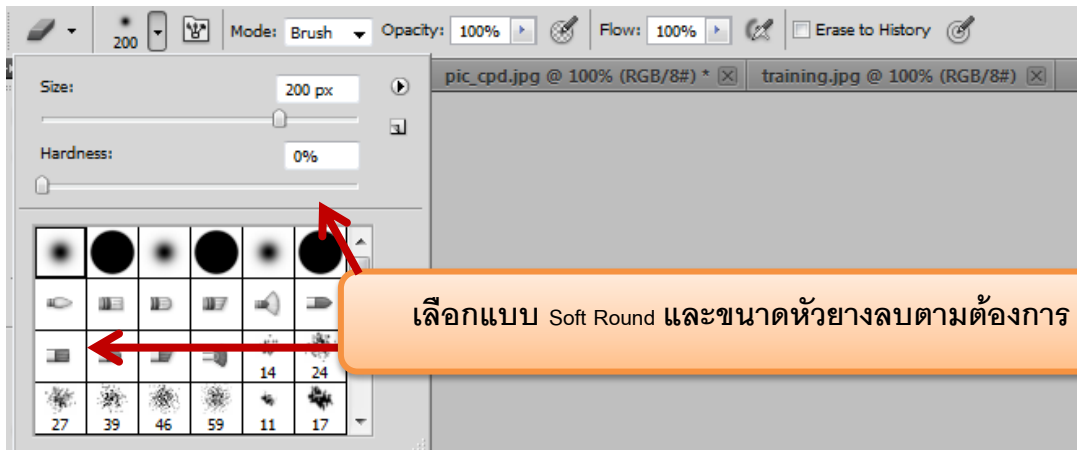 200 Mode: Brush Opacity: 100% Flow: 100% Erase to History
pic_cpd.jpg @ 100% (RGB/8#) * training.jpg @ 100% (RGB/8#)
Size: 200 px
Hardness: 0%
เลือกแบบ Soft Round และขนาดหัวยางลบตามต้องการ
14 24
27 39 46 59 11 17